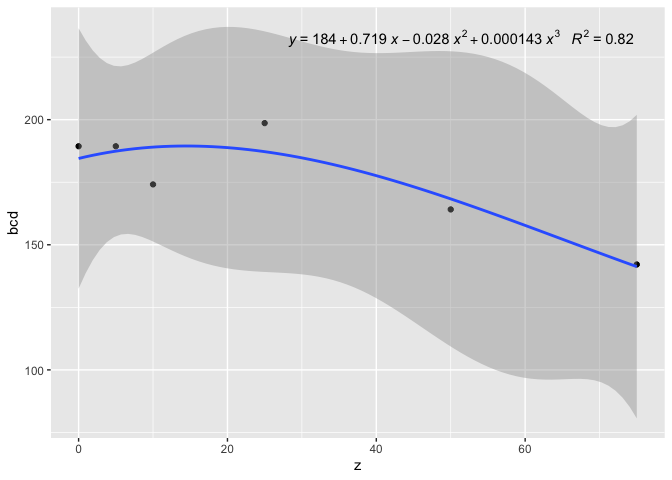 y = 184 + 0.719 x − 0.028 x² + 0.000143 x³ R² = 0.82
200
150
100
bcd
0 20 40 60
z